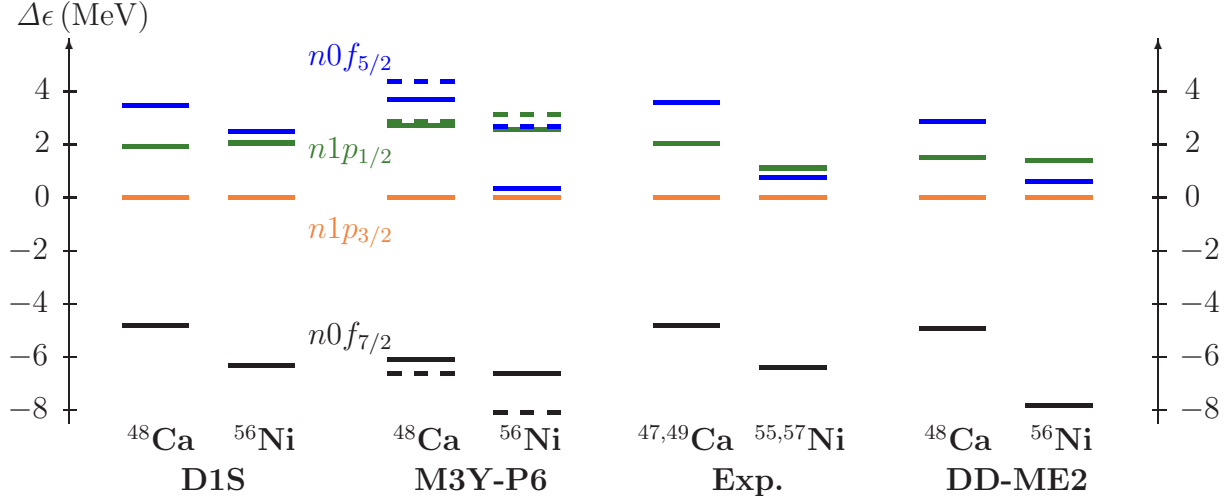 Δϵ (MeV)
n0f5/2
4 4
2 n1p1/2 2
0 0
n1p3/2
−2 −2
−4 −4
n0f7/2
−6 −6
−8 −8
48Ca 56Ni 48Ca 56Ni 47,49Ca 55,57Ni 48Ca 56Ni
D1S M3Y-P6 Exp. DD-ME2